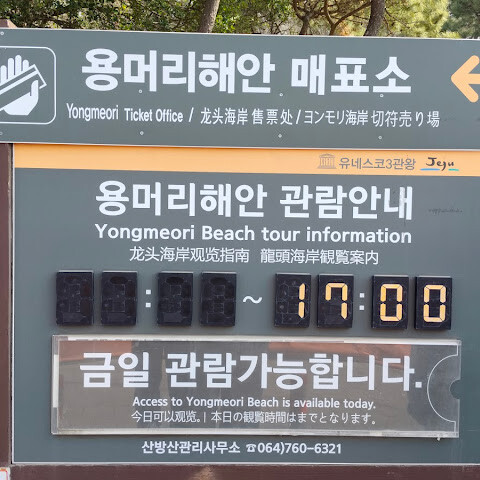 용머리해안 매표소
Yongmeori Ticket Office / 龙头海岸 售票处 / ヨンモリ海岸 切符売り場
유네스코3관왕 Jeju
용머리해안 관람안내
Yongmeori Beach tour information
龙头海岸观览指南 龍頭海岸観覧案内
: ~ 17:00
금일 관람가능합니다.
Access to Yongmeori Beach is available today.
今日可以观览。| 本日の観覧時間はまでとなります。
산방산관리사무소 ☎064)760-6321